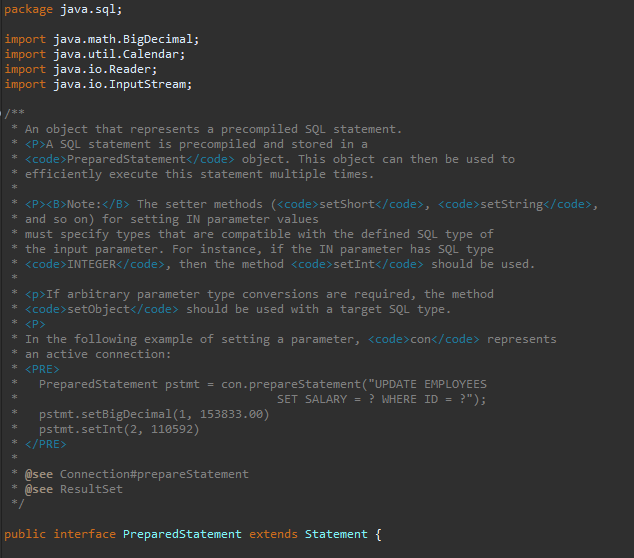 package java.sql;
import java.math.BigDecimal;
import java.util.Calendar;
import java.io.Reader;
import java.io.InputStream;
/**
* An object that represents a precompiled SQL statement.
* <P>A SQL statement is precompiled and stored in a
* <code>PreparedStatement</code> object. This object can then be used to
* efficiently execute this statement multiple times.
*
* <P><B>Note:</B> The setter methods (<code>setShort</code>, <code>setString</code>,
* and so on) for setting IN parameter values
* must specify types that are compatible with the defined SQL type of
* the input parameter. For instance, if the IN parameter has SQL type
* <code>INTEGER</code>, then the method <code>setInt</code> should be used.
*
* <p>If arbitrary parameter type conversions are required, the method
* <code>setObject</code> should be used with a target SQL type.
* <P>
* In the following example of setting a parameter, <code>con</code> represents
* an active connection:
* <PRE>
*   PreparedStatement pstmt = con.prepareStatement("UPDATE EMPLOYEES
*                                     SET SALARY = ? WHERE ID = ?");
*   pstmt.setBigDecimal(1, 153833.00)
*   pstmt.setInt(2, 110592)
* </PRE>
*
* @see Connection#prepareStatement
* @see ResultSet
*/
public interface PreparedStatement extends Statement {